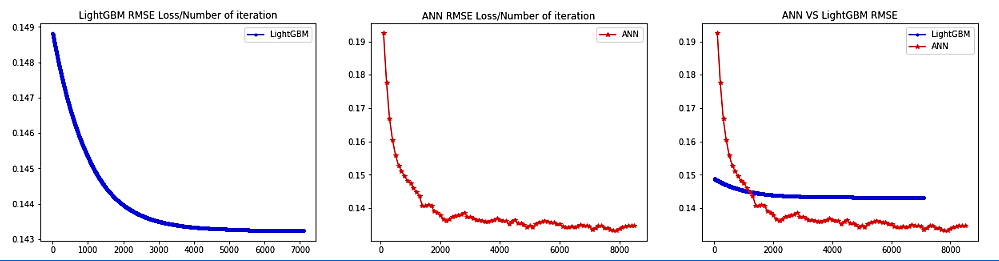 LightGBM RMSE Loss/Number of iteration
LightGBM
0.149
0.148
0.147
0.146
0.145
0.144
0.143
0 1000 2000 3000 4000 5000 6000 7000
ANN RMSE Loss/Number of iteration
ANN
0.19
0.18
0.17
0.16
0.15
0.14
0 2000 4000 6000 8000
ANN VS LightGBM RMSE
LightGBM
ANN
0.19
0.18
0.17
0.16
0.15
0.14
0 2000 4000 6000 8000